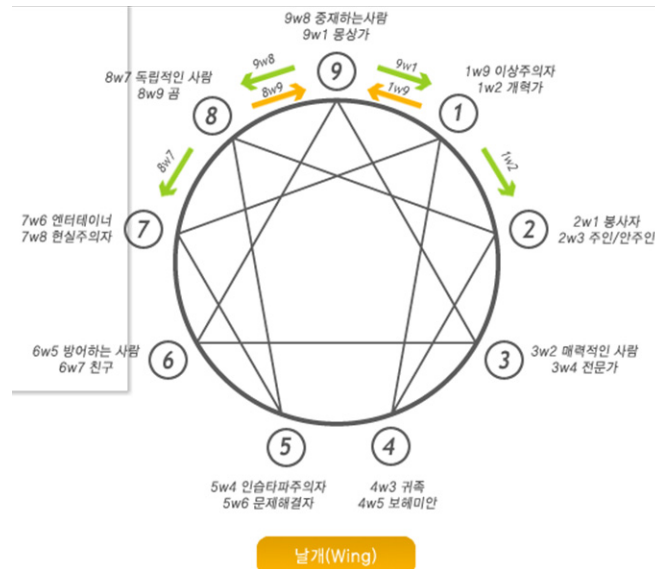 9w8 중재하는사람
9w1 몽상가
9w8
9w1
9
8w7 독립적인 사람
8w9 곰
8w9
1w9
1w9 이상주의자
1w2 개혁가
8
1
8w7
1w2
7w6 엔터테이너
7w8 현실주의자
7
2
2w1 봉사자
2w3 주인/안주인
6w5 방어하는 사람
6w7 친구
6
3
3w2 매력적인 사람
3w4 전문가
5
4
5w4 인습타파주의자
5w6 문제해결자
4w3 귀족
4w5 보헤미안
날개(Wing)